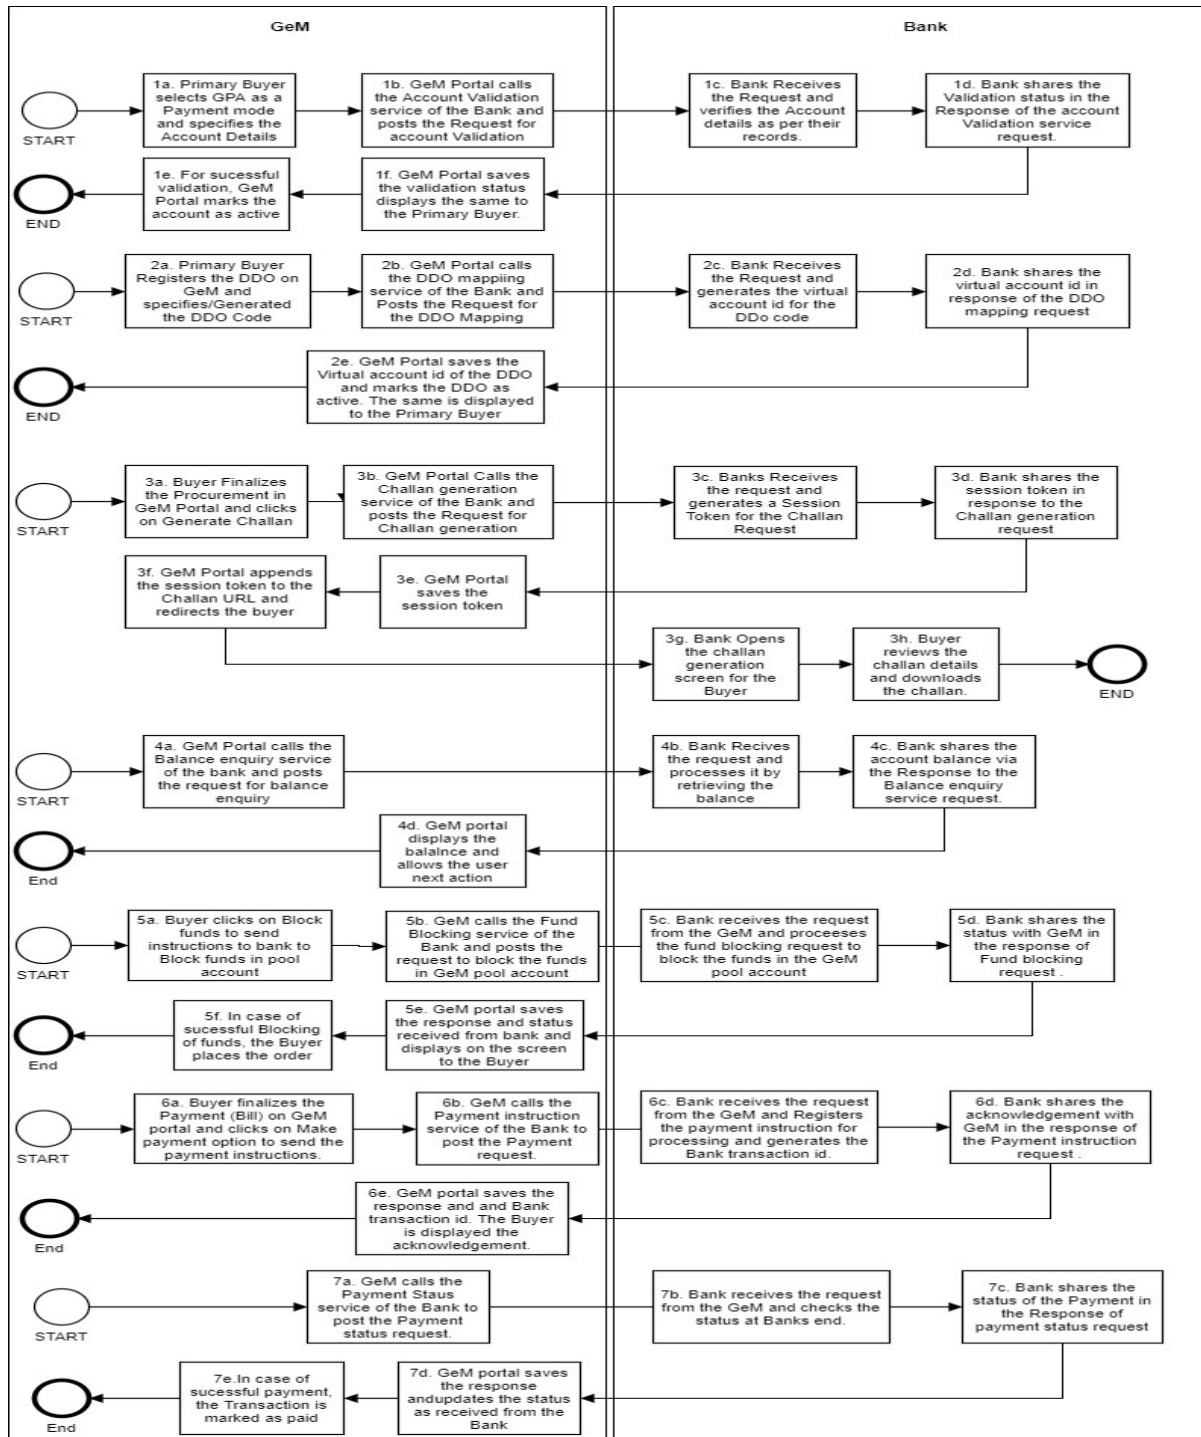 GeM
Bank
1a. Primary Buyer
selects GPA as a
Payment mode
and specifies the
Account Details
1b. GeM Portal calls
the Account Validation
service of the Bank and
posts the Request for
account Validation
1c. Bank Receives
the Request and
verifies the Account
details as per their
records.
1d. Bank shares the
Validation status in the
Response of the account
Validation service
request.
START
1e. For sucessful
validation, GeM
Portal marks the
account as active
1f. GeM Portal saves
the validation status
displays the same to
the Primary Buyer.
END
2a. Primary Buyer
Registers the DDO on
GeM and
specifies/Generated
the DDO Code
2b. GeM Portal calls
the DDO mappiing
service of the Bank and
Posts the Request for
the DDO Mapping
2c. Bank Receives
the Request and
generates the virtual
account id for the
DDo code
2d. Bank shares the
virtual account id in
response of the DDO
mapping request
START
2e. GeM Portal saves the
Virtual account id of the DDO
and marks the DDO as
active. The same is displayed
to the Primary Buyer
END
3a. Buyer Finalizes
the Procurement in
GeM Portal and clicks
on Generate Challan
3b. GeM Portal Calls the
Challan generation
service of the Bank and
posts the Request for
Challan generation
3c. Banks Receives
the request and
generates a Session
Token for the Challan
Request
3d. Bank shares the
session token in
response to the
Challan generation
request
START
3f. GeM Portal appends
the session token to the
Challan URL and
redirects the buyer
3e. GeM Portal
saves the
session token
3g. Bank Opens
the challan
generation
screen for the
Buyer
3h. Buyer
reviews the
challan details
and downloads
the challan.
END
4a. GeM Portal calls the
Balance enquiry service
of the bank and posts
the request for balance
enquiry
4b. Bank Recives
the request and
processes it by
retrieving the
balance
4c. Bank shares the
account balance via
the Response to the
Balance enquiry
service request.
START
4d. GeM portal
displays the
balalnce and
allows the user
next action
End
5a. Buyer clicks on Block
funds to send
instructions to bank to
Block funds in pool
account
5b. GeM calls the Fund
Blocking service of the
Bank and posts the
request to block the funds
in GeM pool account
5c. Bank receives the request
from the GeM and proceeses
the fund blocking request to
block the funds in the GeM
pool account
5d. Bank shares the
status with GeM in
the response of
Fund blocking
request .
START
5f. In case of
sucessful Blocking
of funds, the Buyer
places the order
5e. GeM portal saves
the response and status
received from bank and
displays on the screen
to the Buyer
End
6a. Buyer finalizes the
Payment (Bill) on GeM
portal and clicks on Make
payment option to send the
payment instructions.
6b. GeM calls the
Payment instruction
service of the Bank to
post the Payment
request.
6c. Bank receives the request
from the GeM and Registers
the payment instruction for
processing and generates the
Bank transaction id.
6d. Bank shares the
acknowledgement with
GeM in the response of
the Payment instruction
request .
START
6e. GeM portal saves the
response and and Bank
transaction id. The Buyer
is displayed the
acknowledgement.
End
7a. GeM calls the
Payment Staus
service of the Bank to
post the Payment
status request.
7b. Bank receives the request
from the GeM and checks the
status at Banks end.
7c. Bank shares the
status of the Payment in
the Response of
payment status request
START
7e.In case of
sucessful payment,
the Transaction is
marked as paid
7d. GeM portal saves
the response
andupdates the status
as received from the
Bank
End